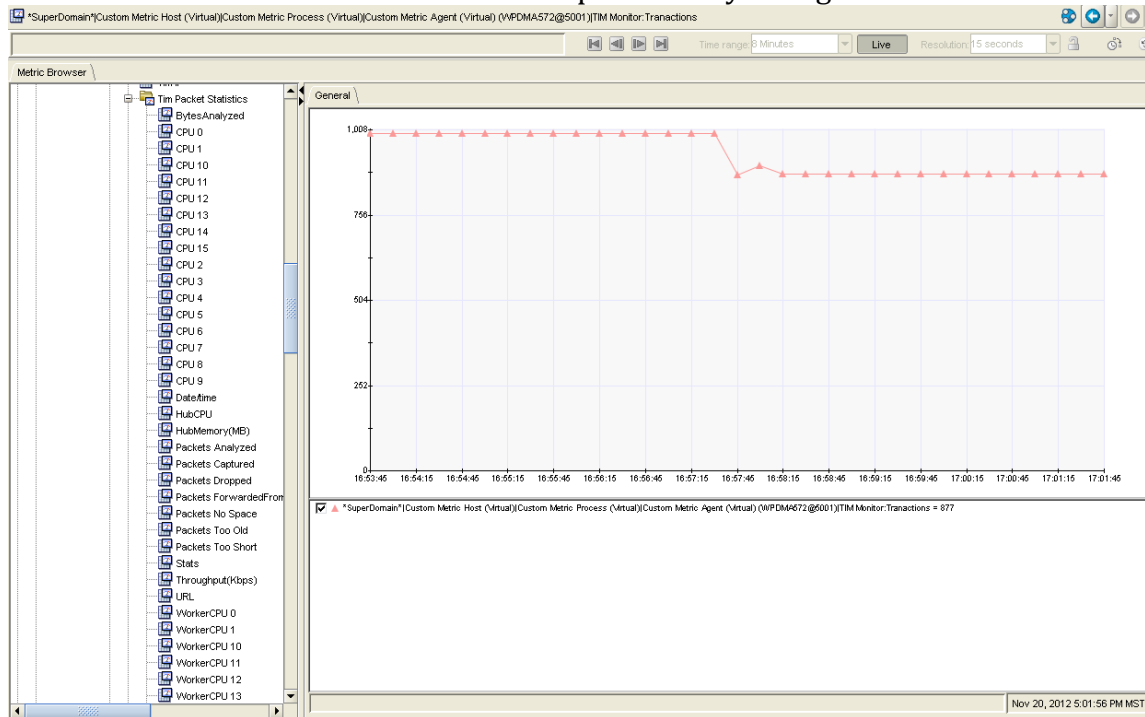 *SuperDomain*|Custom Metric Host (Virtual)|Custom Metric Process (Virtual)|Custom Metric Agent (Virtual) (WPDMA572@5001)|TIM Monitor:Tranactions
Time range: 8 Minutes
Live
Resolution: 15 seconds
Metric Browser
Tim Packet Statistics
BytesAnalyzed
CPU 0
CPU 1
CPU 10
CPU 11
CPU 12
CPU 13
CPU 14
CPU 15
CPU 2
CPU 3
CPU 4
CPU 5
CPU 6
CPU 7
CPU 8
CPU 9
Date/time
HubCPU
HubMemory(MB)
Packets Analyzed
Packets Captured
Packets Dropped
Packets ForwardedFrom
Packets No Space
Packets Too Old
Packets Too Short
Stats
Throughput(Kbps)
URL
WorkerCPU 0
WorkerCPU 1
WorkerCPU 10
WorkerCPU 11
WorkerCPU 12
WorkerCPU 13
General
1,008
756
504
252
0
16:53:45 16:54:15 16:54:45 16:55:15 16:55:45 16:56:15 16:56:45 16:57:15 16:57:45 16:58:15 16:58:45 16:59:15 16:59:45 17:00:15 17:00:45 17:01:15 17:01:45
*SuperDomain*|Custom Metric Host (Virtual)|Custom Metric Process (Virtual)|Custom Metric Agent (Virtual) (WPDMA572@5001)|TIM Monitor:Tranactions = 877
Nov 20, 2012 5:01:56 PM MST